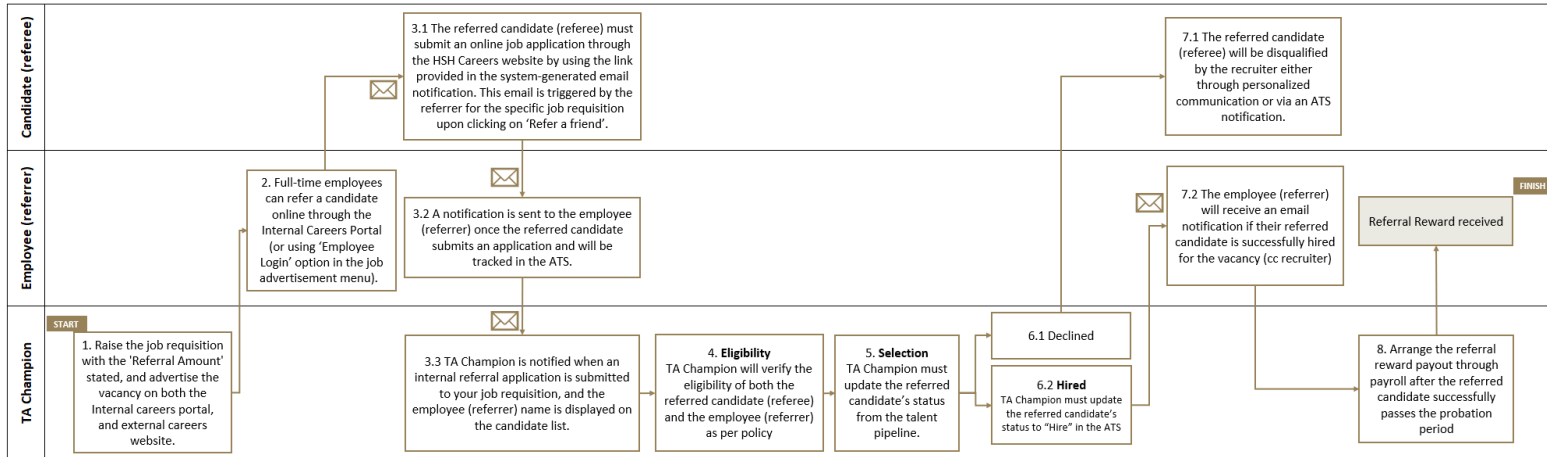 Candidate (referee)
3.1 The referred candidate (referee) must
submit an online job application through
the HSH Careers website by using the link
provided in the system-generated email
notification. This email is triggered by the
referrer for the specific job requisition
upon clicking on ‘Refer a friend’.
7.1 The referred candidate
(referee) will be disqualified
by the recruiter either
through personalized
communication or via an ATS
notification.
Employee (referrer)
2. Full-time employees
can refer a candidate
online through the
Internal Careers Portal
(or using ‘Employee
Login’ option in the job
advertisement menu).
3.2 A notification is sent to the employee
(referrer) once the referred candidate
submits an application and will be
tracked in the ATS.
7.2 The employee (referrer)
will receive an email
notification if their referred
candidate is successfully hired
for the vacancy (cc recruiter)
FINISH
Referral Reward received
TA Champion
START
1. Raise the job requisition
with the 'Referral Amount'
stated, and advertise the
vacancy on both the
Internal careers portal,
and external careers
website.
3.3 TA Champion is notified when an
internal referral application is submitted
to your job requisition, and the
employee (referrer) name is displayed on
the candidate list.
4. Eligibility
TA Champion will verify the
eligibility of both the
referred candidate (referee)
and the employee (referrer)
as per policy
5. Selection
TA Champion must
update the referred
candidate’s status
from the talent
pipeline.
6.1 Declined
6.2 Hired
TA Champion must update
the referred candidate’s
status to “Hire” in the ATS
8. Arrange the referral
reward payout through
payroll after the referred
candidate successfully
passes the probation
period